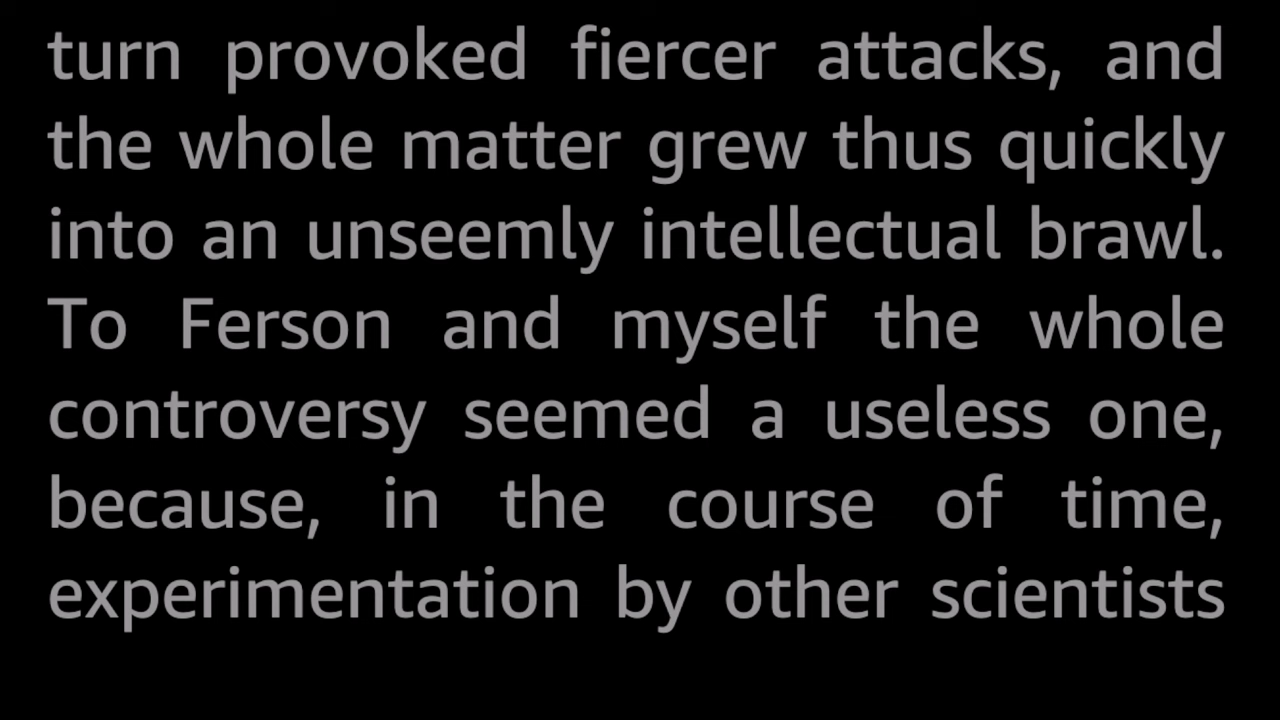 turn provoked fiercer attacks, and
the whole matter grew thus quickly
into an unseemly intellectual brawl.
To Ferson and myself the whole
controversy seemed a useless one,
because, in the course of time,
experimentation by other scientists